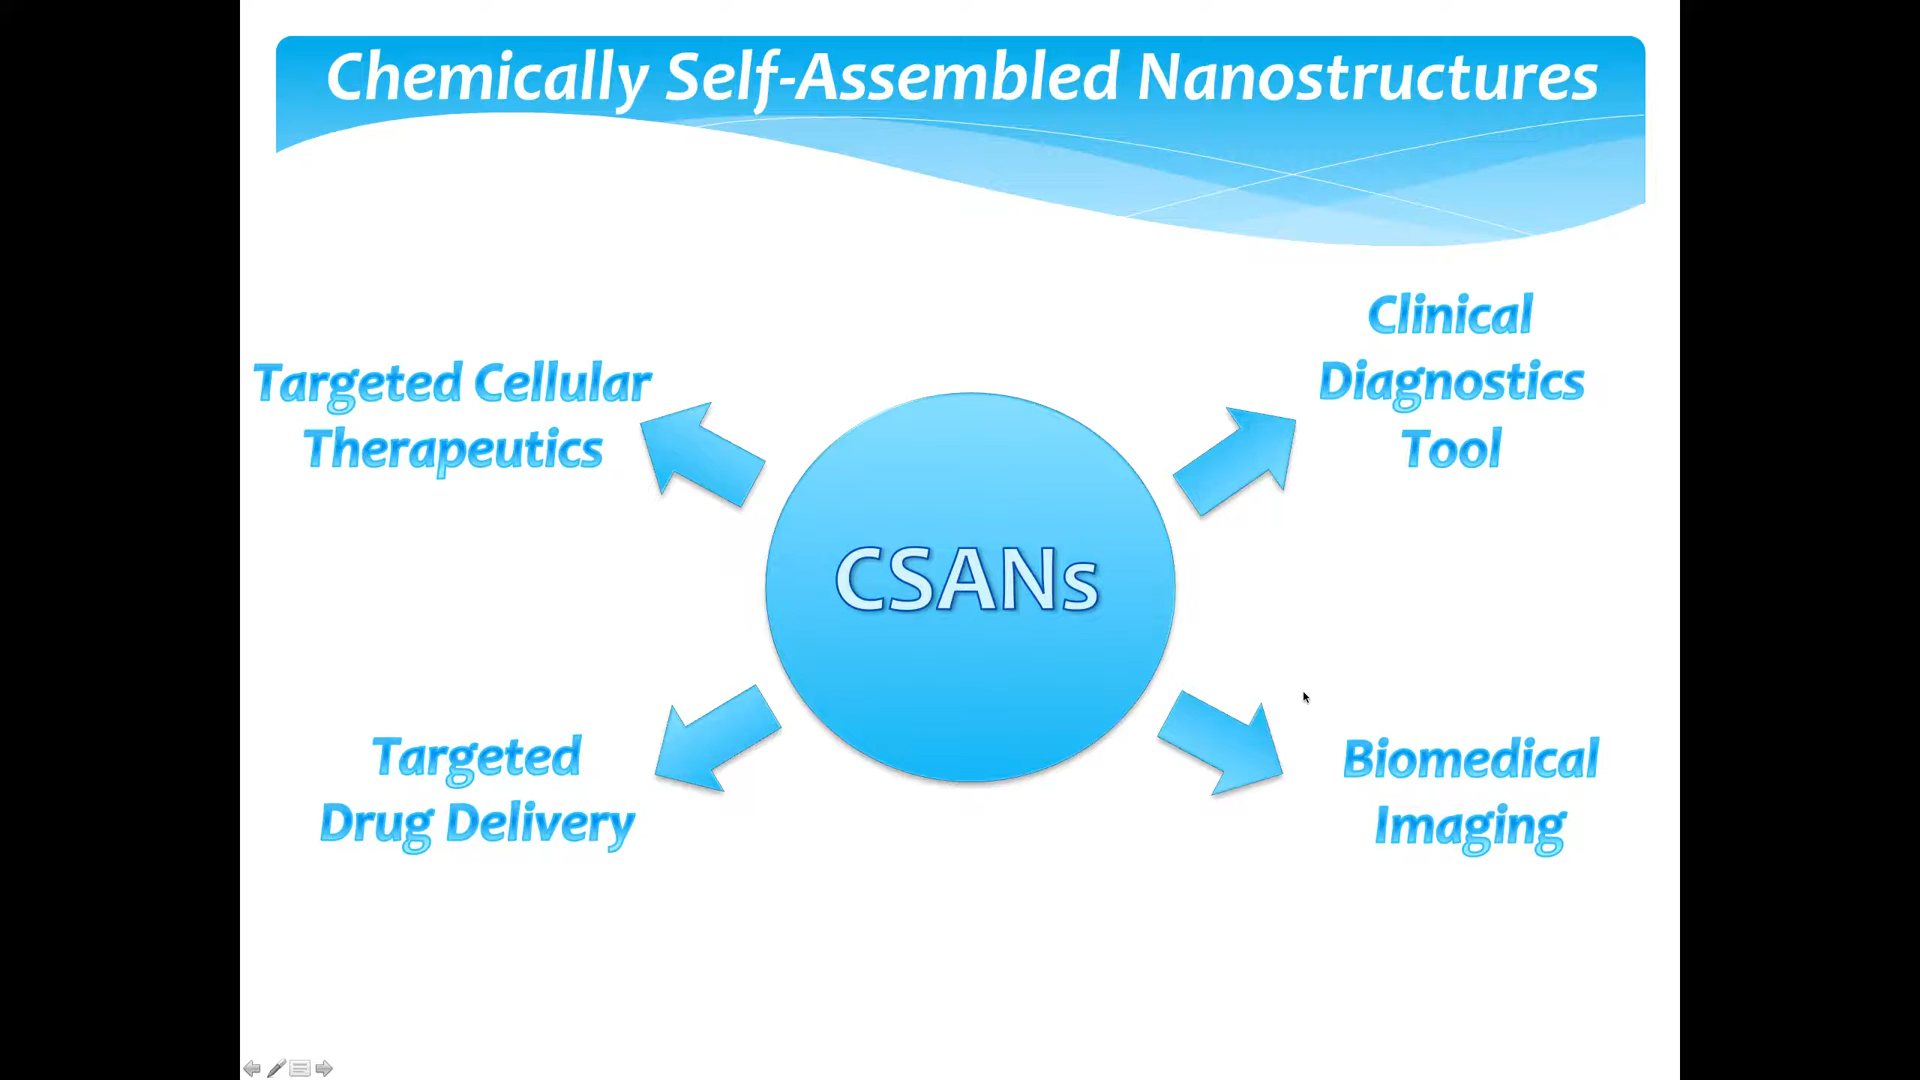 Chemically Self-Assembled Nanostructures
Targeted Cellular
Therapeutics
Clinical
Diagnostics
Tool
CSANs
Targeted
Drug Delivery
Biomedical
Imaging